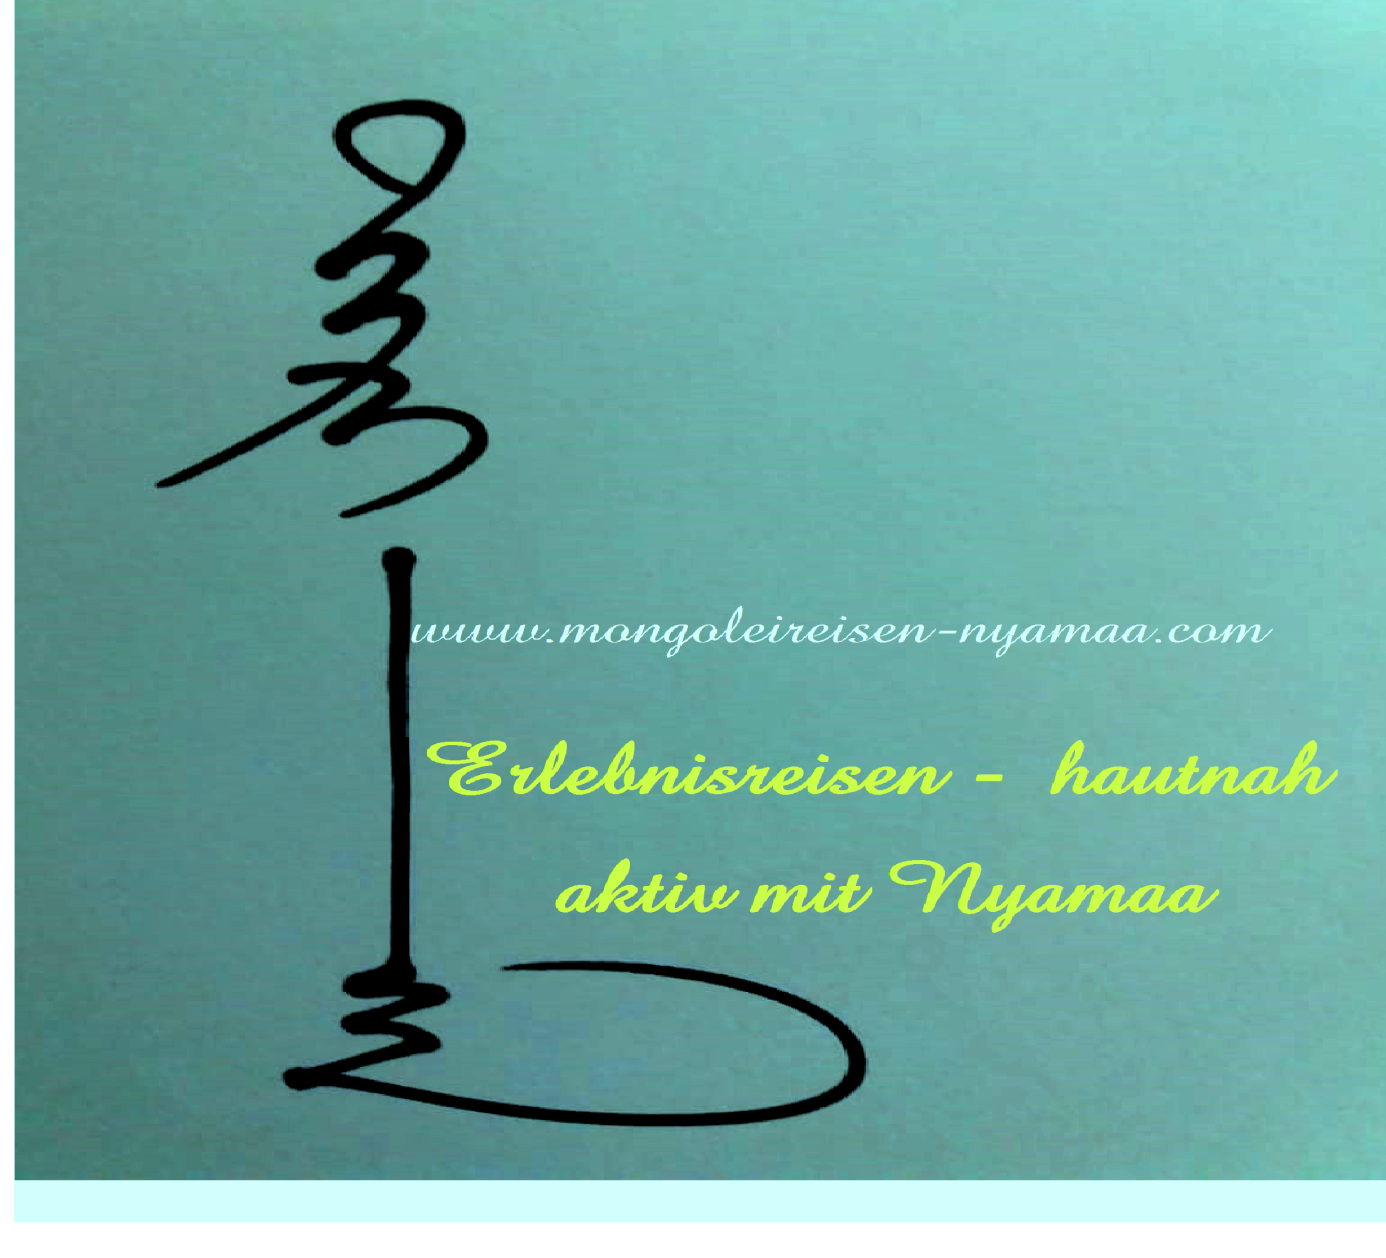 www.mongoleireisen-nyamaa.com
Erlebnisreisen - hautnah
aktiv mit Nyamaa